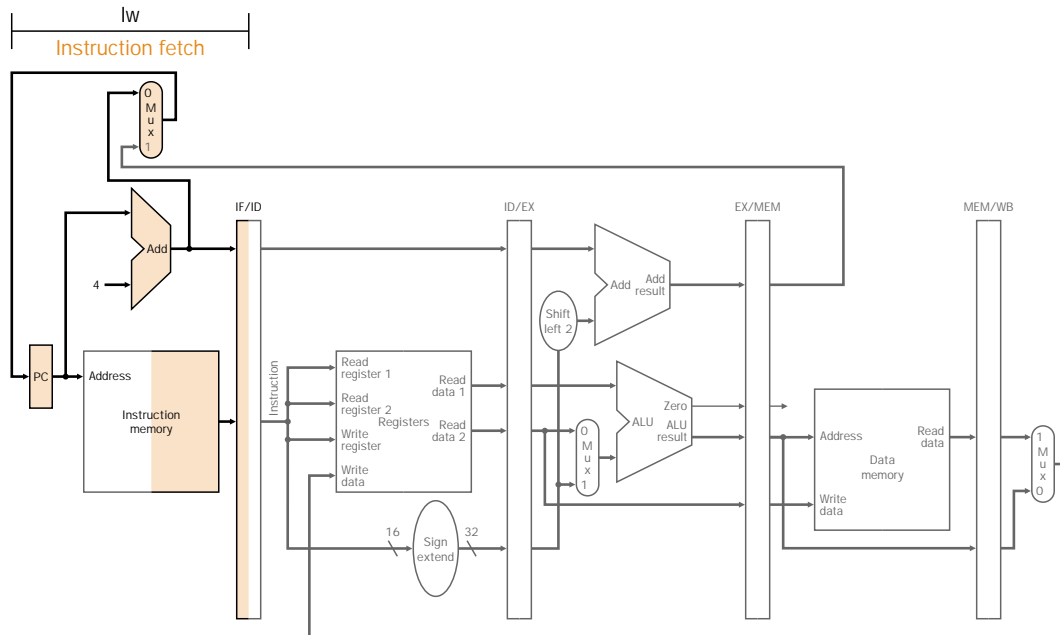 lw
Instruction fetch
0
M
u
x
1
IF/ID
ID/EX
EX/MEM
MEM/WB
Add
4
Add
Add
result
Shift
left 2
PC
Address
Instruction
memory
Instruction
Read
register 1
Read
register 2
Write
register
Write
data
Registers
Read
data 1
Read
data 2
0
M
u
x
1
Zero
ALU
ALU
result
Address
Read
data
Data
memory
Write
data
1
M
u
x
0
16
Sign
extend
32